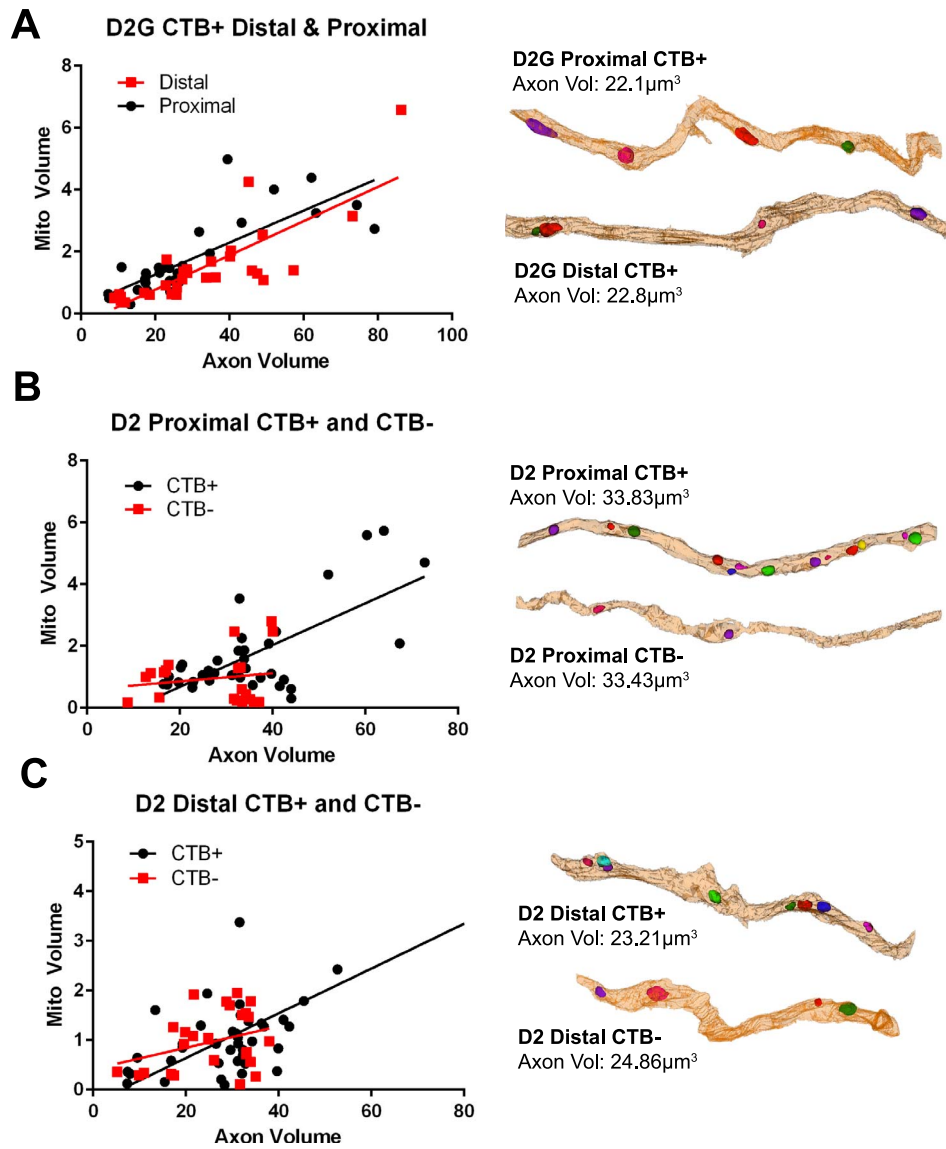 A
D2G CTB+ Distal & Proximal
8
6
4
2
0
Mito Volume
Distal
Proximal
0 20 40 60 80 100
Axon Volume
D2G Proximal CTB+
Axon Vol: 22.1µm³
D2G Distal CTB+
Axon Vol: 22.8µm³
B
D2 Proximal CTB+ and CTB-
8
6
4
2
0
Mito Volume
CTB+
CTB-
0 20 40 60 80
Axon Volume
D2 Proximal CTB+
Axon Vol: 33.83µm³
D2 Proximal CTB-
Axon Vol: 33.43µm³
C
D2 Distal CTB+ and CTB-
5
4
3
2
1
0
Mito Volume
CTB+
CTB-
0 20 40 60 80
Axon Volume
D2 Distal CTB+
Axon Vol: 23.21µm³
D2 Distal CTB-
Axon Vol: 24.86µm³